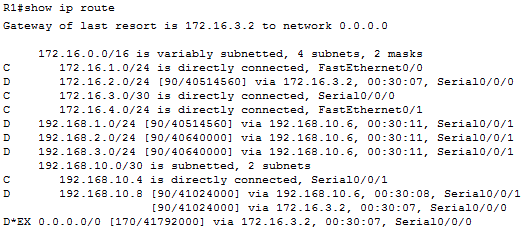 R1#show ip route
Gateway of last resort is 172.16.3.2 to network 0.0.0.0
172.16.0.0/16 is variably subnetted, 4 subnets, 2 masks
C 172.16.1.0/24 is directly connected, FastEthernet0/0
D 172.16.2.0/24 [90/40514560] via 172.16.3.2, 00:30:07, Serial0/0/0
C 172.16.3.0/30 is directly connected, Serial0/0/0
C 172.16.4.0/24 is directly connected, FastEthernet0/1
D 192.168.1.0/24 [90/40514560] via 192.168.10.6, 00:30:11, Serial0/0/1
D 192.168.2.0/24 [90/40640000] via 192.168.10.6, 00:30:11, Serial0/0/1
D 192.168.3.0/24 [90/40640000] via 192.168.10.6, 00:30:11, Serial0/0/1
192.168.10.0/30 is subnetted, 2 subnets
C 192.168.10.4 is directly connected, Serial0/0/1
D 192.168.10.8 [90/41024000] via 192.168.10.6, 00:30:08, Serial0/0/1
[90/41024000] via 172.16.3.2, 00:30:07, Serial0/0/0
D*EX 0.0.0.0/0 [170/41792000] via 172.16.3.2, 00:30:07, Serial0/0/0